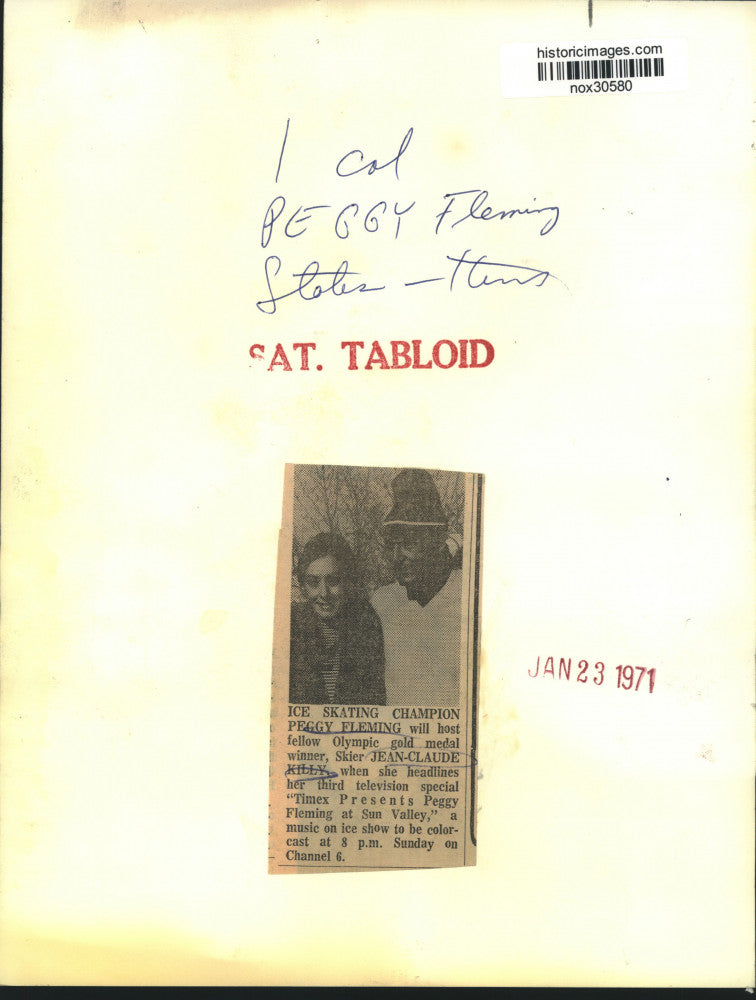 historicimages.com
nox30580
1 col
PEGGY Fleming
States - Items
SAT. TABLOID
JAN 23 1971
ICE SKATING CHAMPION
PEGGY FLEMING will host
fellow Olympic gold medal
winner, Skier JEAN-CLAUDE
KILLY, when she headlines
her third television special
"Timex Presents Peggy
Fleming at Sun Valley," a
music on ice show to be color-
cast at 8 p.m. Sunday on
Channel 6.